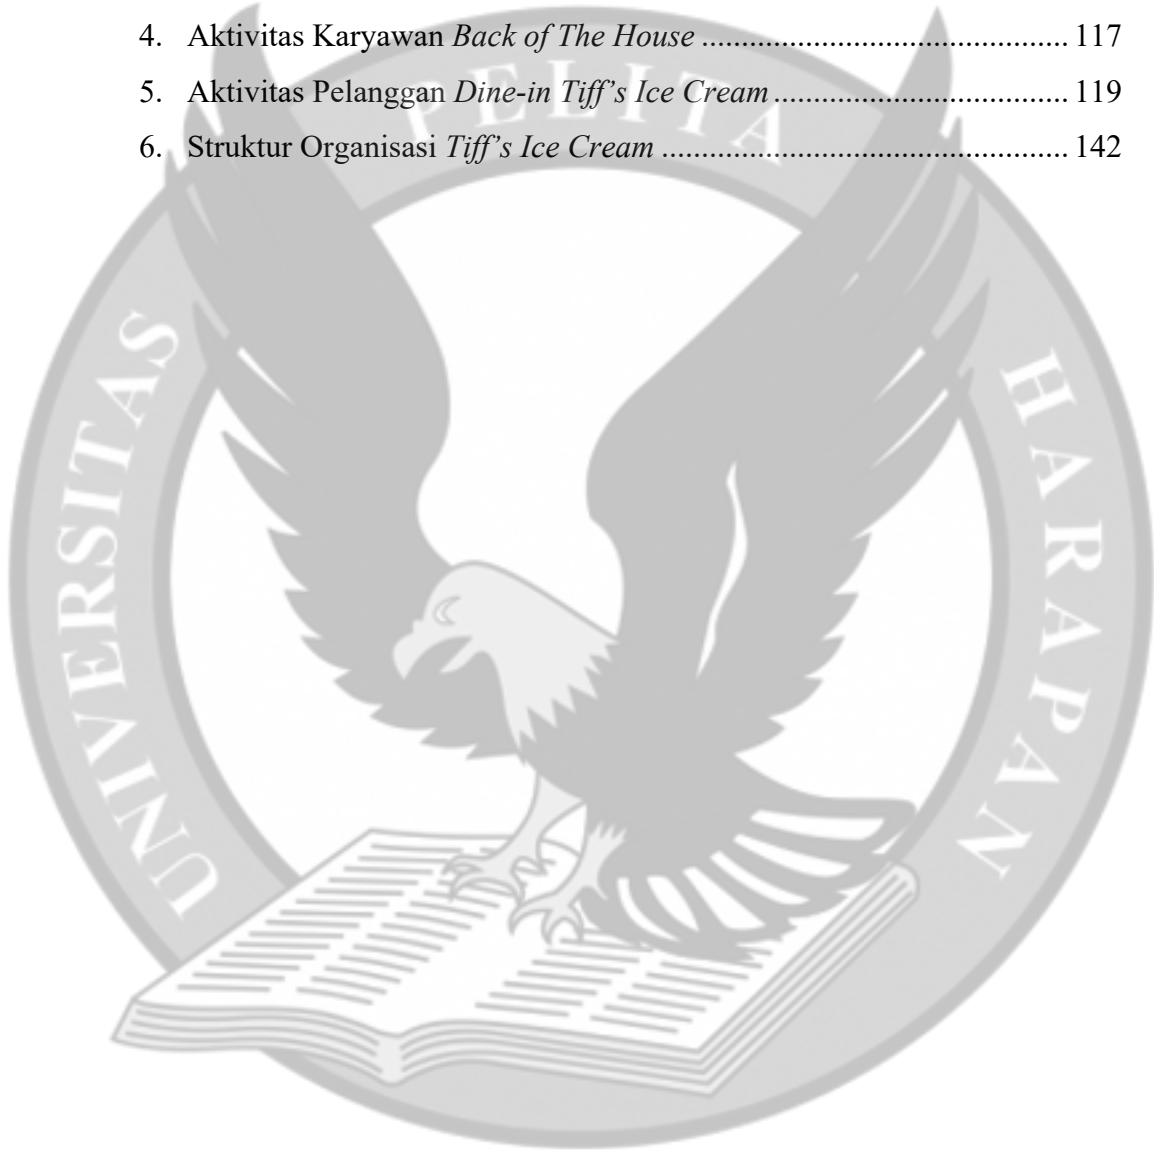 4. Aktivitas Karyawan Back of The House ............................................ 117
5. Aktivitas Pelanggan Dine-in Tiff’s Ice Cream ................................... 119
6. Struktur Organisasi Tiff’s Ice Cream ................................................. 142
UNIVERSITAS PELITA HARAPAN